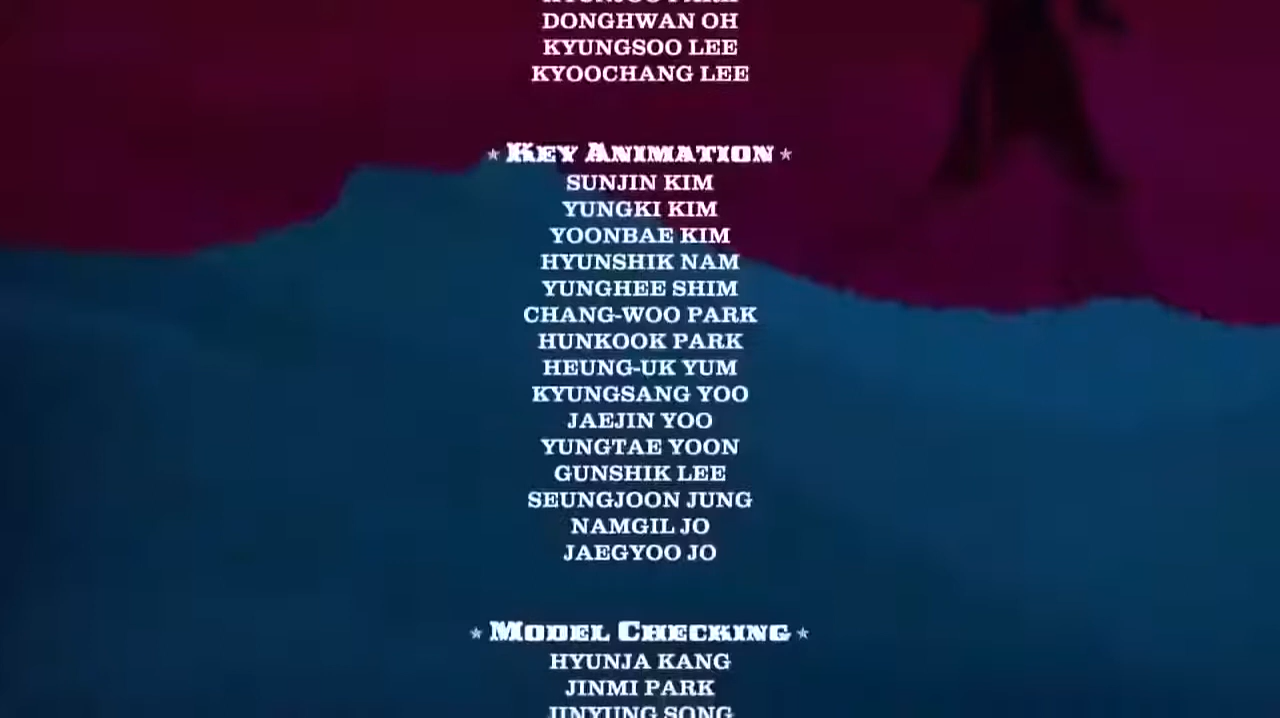 DONGHWAN OH
KYUNGSOO LEE
KYOOCHANG LEE
★ KEY ANIMATION ★
SUNJIN KIM
YUNGKI KIM
YOONBAE KIM
HYUNSHIK NAM
YUNGHEE SHIM
CHANG-WOO PARK
HUNKOOK PARK
HEUNG-UK YUM
KYUNGSANG YOO
JAEJIN YOO
YUNGTAE YOON
GUNSHIK LEE
SEUNGJOON JUNG
NAMGIL JO
JAEGYOO JO
★ MODEL CHECKING ★
HYUNJA KANG
JINMI PARK
JINYUNG SONG